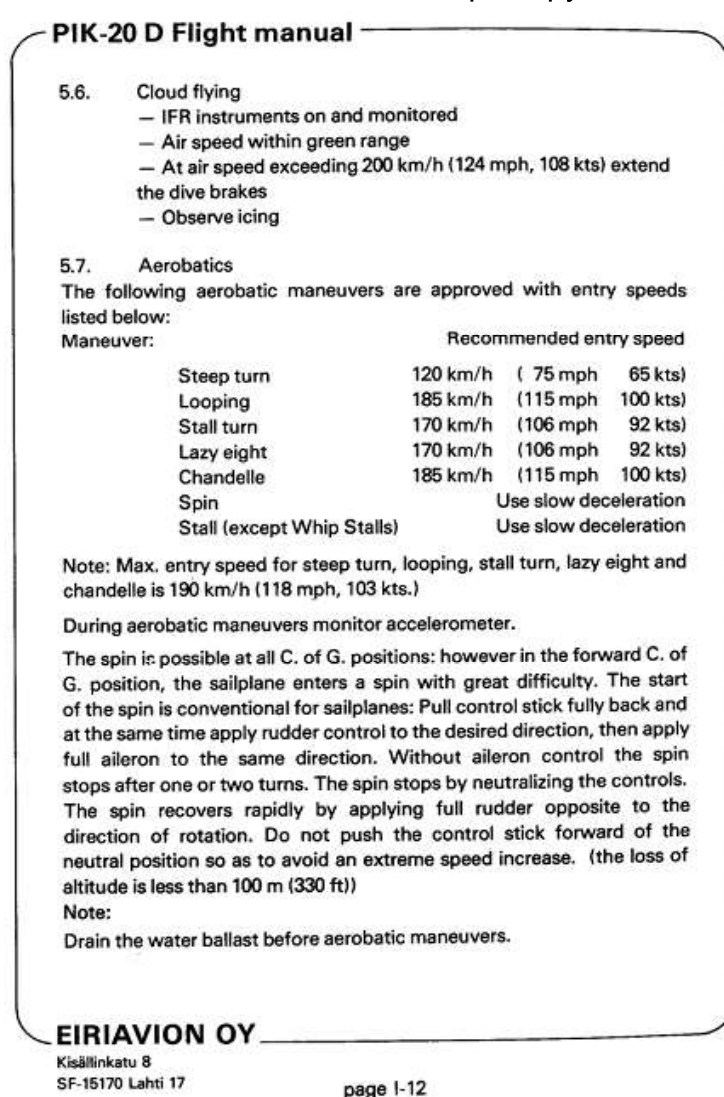 PIK-20 D Flight manual
5.6. Cloud flying
— IFR instruments on and monitored
— Air speed within green range
— At air speed exceeding 200 km/h (124 mph, 108 kts) extend
the dive brakes
— Observe icing
5.7. Aerobatics
The following aerobatic maneuvers are approved with entry speeds
listed below:
Maneuver: Recommended entry speed
Steep turn 120 km/h ( 75 mph 65 kts)
Looping 185 km/h (115 mph 100 kts)
Stall turn 170 km/h (106 mph 92 kts)
Lazy eight 170 km/h (106 mph 92 kts)
Chandelle 185 km/h (115 mph 100 kts)
Spin Use slow deceleration
Stall (except Whip Stalls) Use slow deceleration
Note: Max. entry speed for steep turn, looping, stall turn, lazy eight and
chandelle is 190 km/h (118 mph, 103 kts.)
During aerobatic maneuvers monitor accelerometer.
The spin is possible at all C. of G. positions: however in the forward C. of
G. position, the sailplane enters a spin with great difficulty. The start
of the spin is conventional for sailplanes: Pull control stick fully back and
at the same time apply rudder control to the desired direction, then apply
full aileron to the same direction. Without aileron control the spin
stops after one or two turns. The spin stops by neutralizing the controls.
The spin recovers rapidly by applying full rudder opposite to the
direction of rotation. Do not push the control stick forward of the
neutral position so as to avoid an extreme speed increase. (the loss of
altitude is less than 100 m (330 ft))
Note:
Drain the water ballast before aerobatic maneuvers.
EIRIAVION OY
Kisällinkatu 8
SF-15170 Lahti 17
page I-12